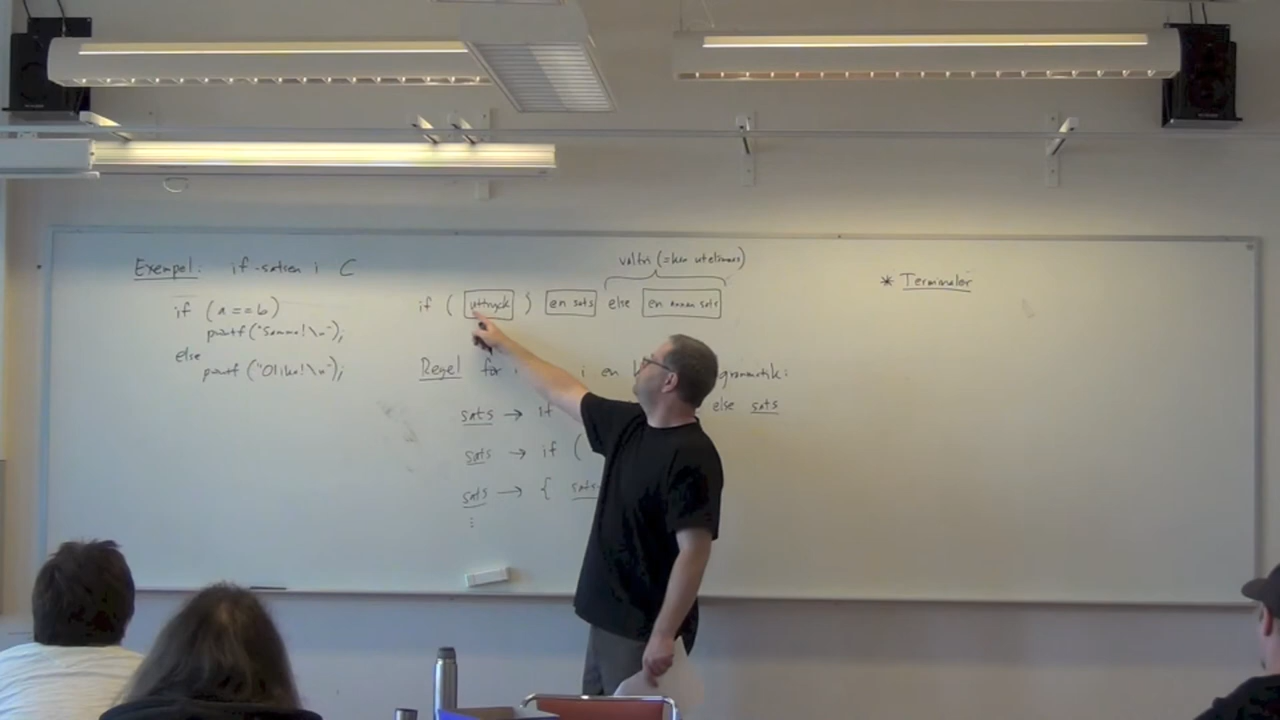 Exempel: if-satsen i C
if (a == b)
printf("Samma!\n");
else
printf("Olika!\n");
valfri (=kan utelämnas)
if ( uttryck ) en sats else en annan sats
Regel för i en grammatik:
sats → if else sats
sats → if (
sats → { sats
⋮
* Terminaler